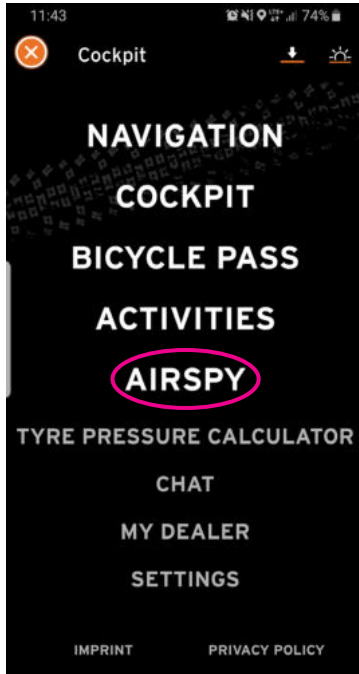 11:43 74%
Cockpit
NAVIGATION
COCKPIT
BICYCLE PASS
ACTIVITIES
AIRSPY
TYRE PRESSURE CALCULATOR
CHAT
MY DEALER
SETTINGS
IMPRINT PRIVACY POLICY